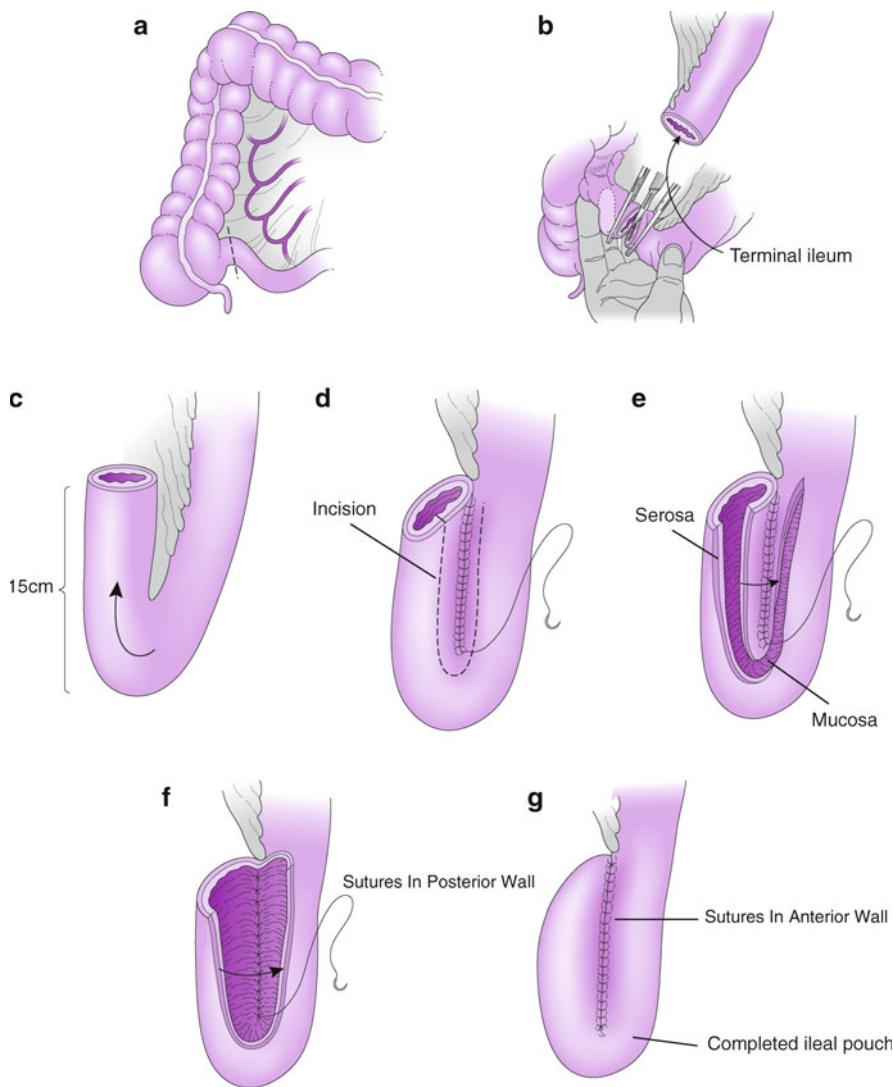 a
b
Terminal ileum
c
d
e
15cm
Incision
Serosa
Mucosa
f
g
Sutures In Posterior Wall
Sutures In Anterior Wall
Completed ileal pouch